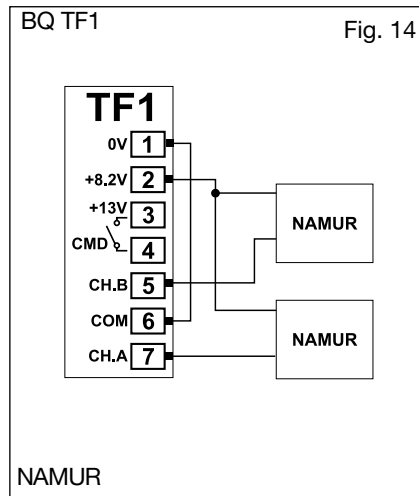 BQ TF1
Fig. 14
TF1
0V 1
+8.2V 2
+13V 3
CMD 4
CH.B 5
COM 6
CH.A 7
NAMUR
NAMUR
NAMUR